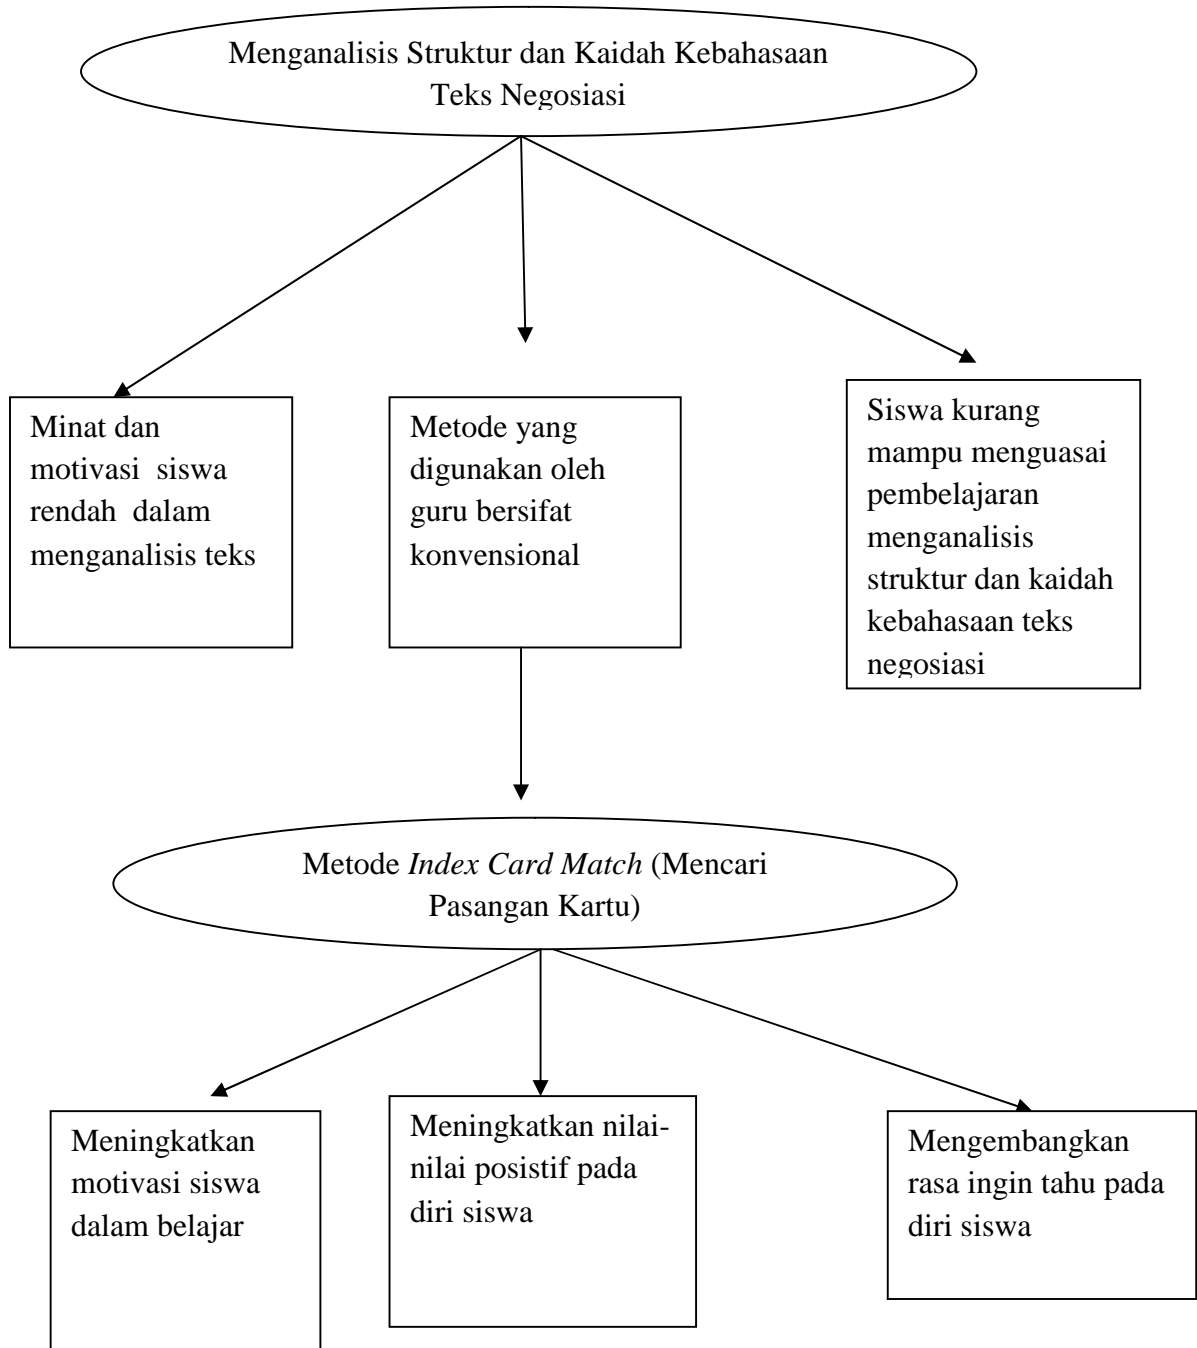 Menganalisis Struktur dan Kaidah Kebahasaan
Teks Negosiasi
Minat dan
motivasi siswa
rendah dalam
menganalisis teks
Metode yang
digunakan oleh
guru bersifat
konvensional
Siswa kurang
mampu menguasai
pembelajaran
menganalisis
struktur dan kaidah
kebahasaan teks
negosiasi
Metode Index Card Match (Mencari
Pasangan Kartu)
Meningkatkan
motivasi siswa
dalam belajar
Meningkatkan nilai-
nilai posistif pada
diri siswa
Mengembangkan
rasa ingin tahu pada
diri siswa